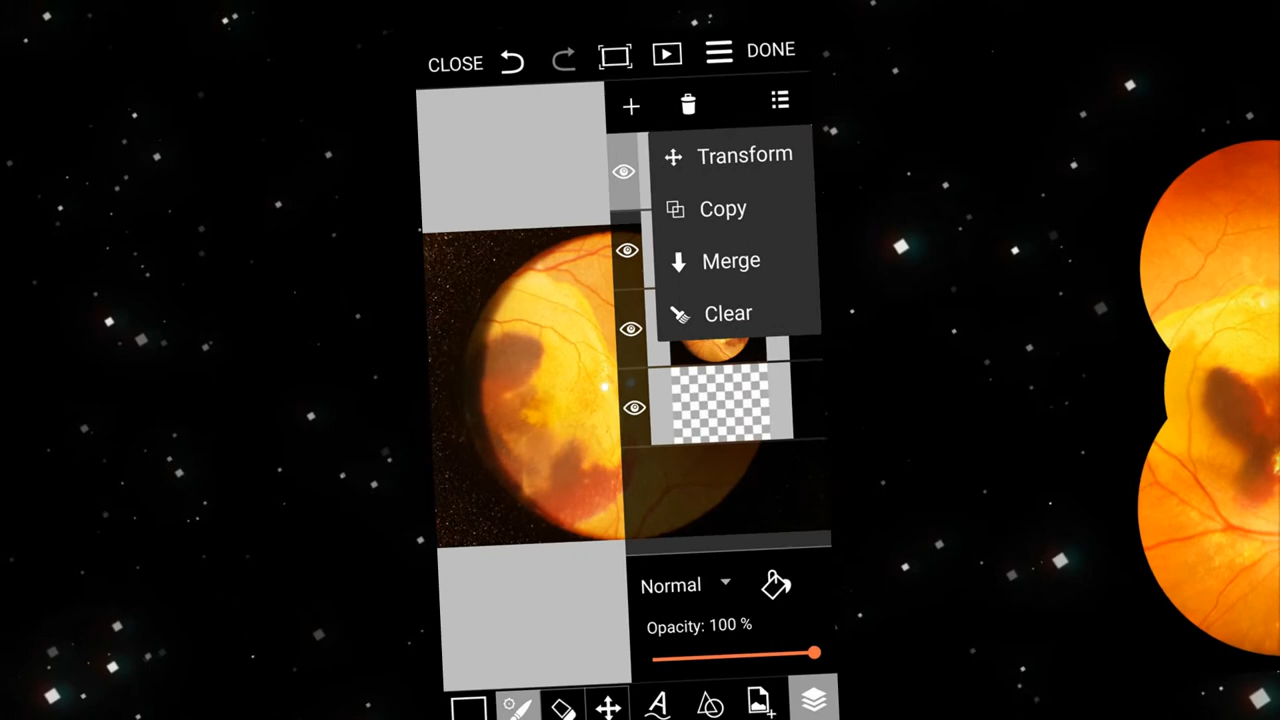 CLOSE
DONE
Transform
Copy
Merge
Clear
Normal
Opacity: 100 %